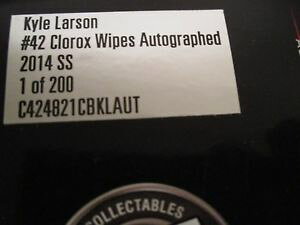 Kyle Larson
#42 Clorox Wipes Autographed
2014 SS
1 of 200
C424821CBKLAUT
COLLECTABLES